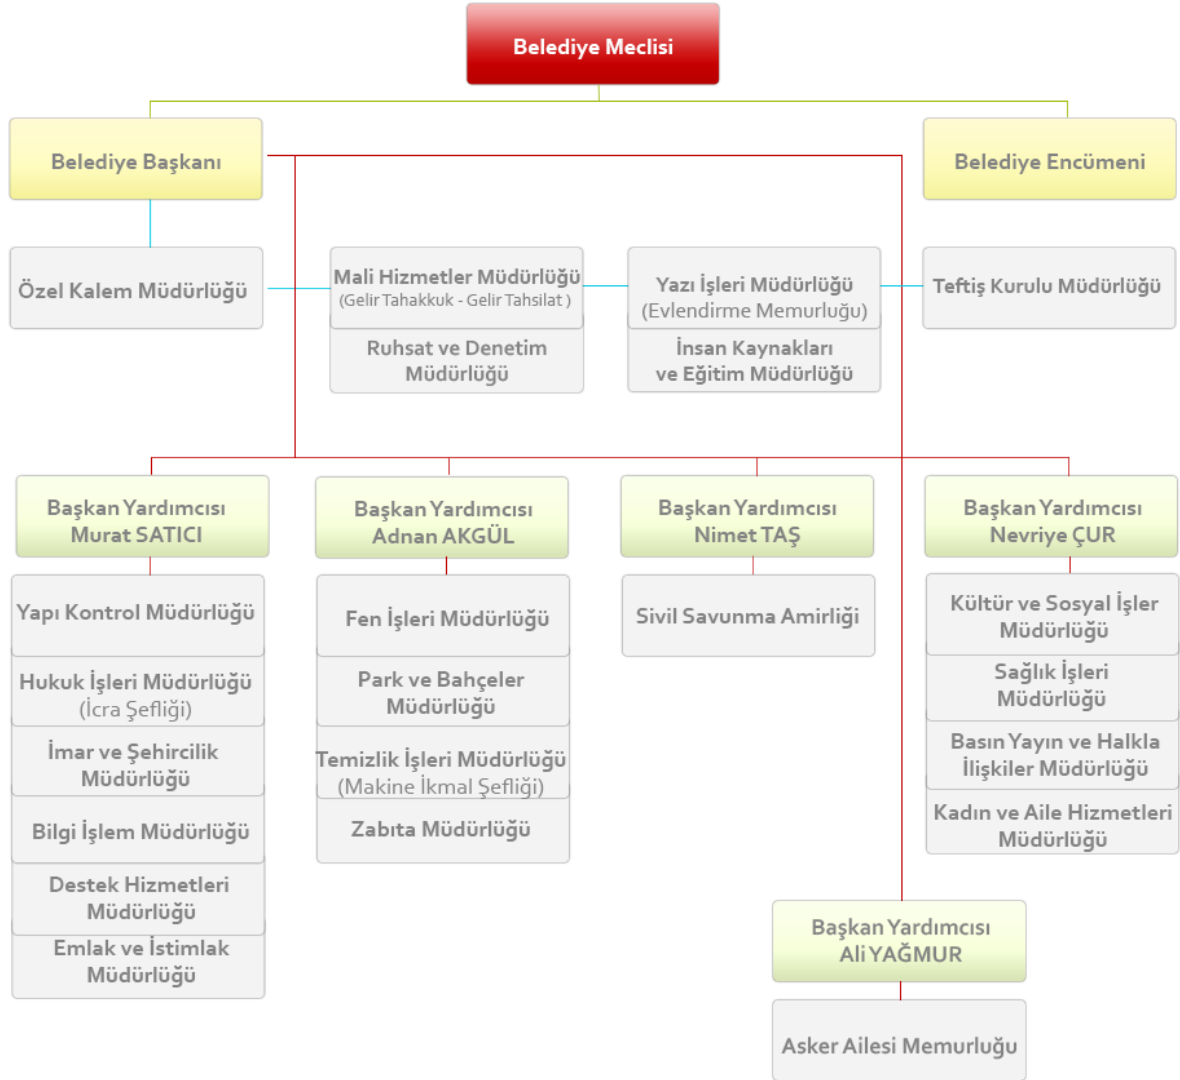 Belediye Meclisi
Belediye Başkanı
Belediye Encümeni
Özel Kalem Müdürlüğü
Mali Hizmetler Müdürlüğü
(Gelir Tahakkuk - Gelir Tahsilat )
Ruhsat ve Denetim
Müdürlüğü
Yazı İşleri Müdürlüğü
(Evlendirme Memurluğu)
İnsan Kaynakları
ve Eğitim Müdürlüğü
Teftiş Kurulu Müdürlüğü
Başkan Yardımcısı
Murat SATICI
Yapı Kontrol Müdürlüğü
Hukuk İşleri Müdürlüğü
(İcra Şefliği)
İmar ve Şehircilik
Müdürlüğü
Bilgi İşlem Müdürlüğü
Destek Hizmetleri
Müdürlüğü
Emlak ve İstimlak
Müdürlüğü
Başkan Yardımcısı
Adnan AKGÜL
Fen İşleri Müdürlüğü
Park ve Bahçeler
Müdürlüğü
Temizlik İşleri Müdürlüğü
(Makine İkmal Şefliği)
Zabıta Müdürlüğü
Başkan Yardımcısı
Nimet TAŞ
Sivil Savunma Amirliği
Başkan Yardımcısı
Nevriye ÇUR
Kültür ve Sosyal İşler
Müdürlüğü
Sağlık İşleri
Müdürlüğü
Basın Yayın ve Halkla
İlişkiler Müdürlüğü
Kadın ve Aile Hizmetleri
Müdürlüğü
Başkan Yardımcısı
Ali YAĞMUR
Asker Ailesi Memurluğu